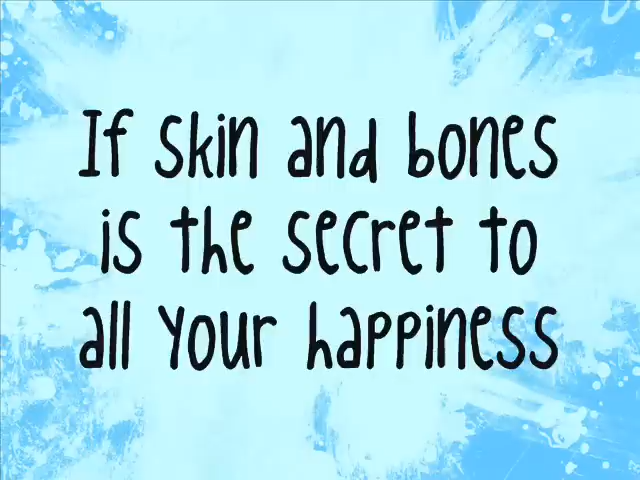 If skin and bones
is the secret to
all your happiness